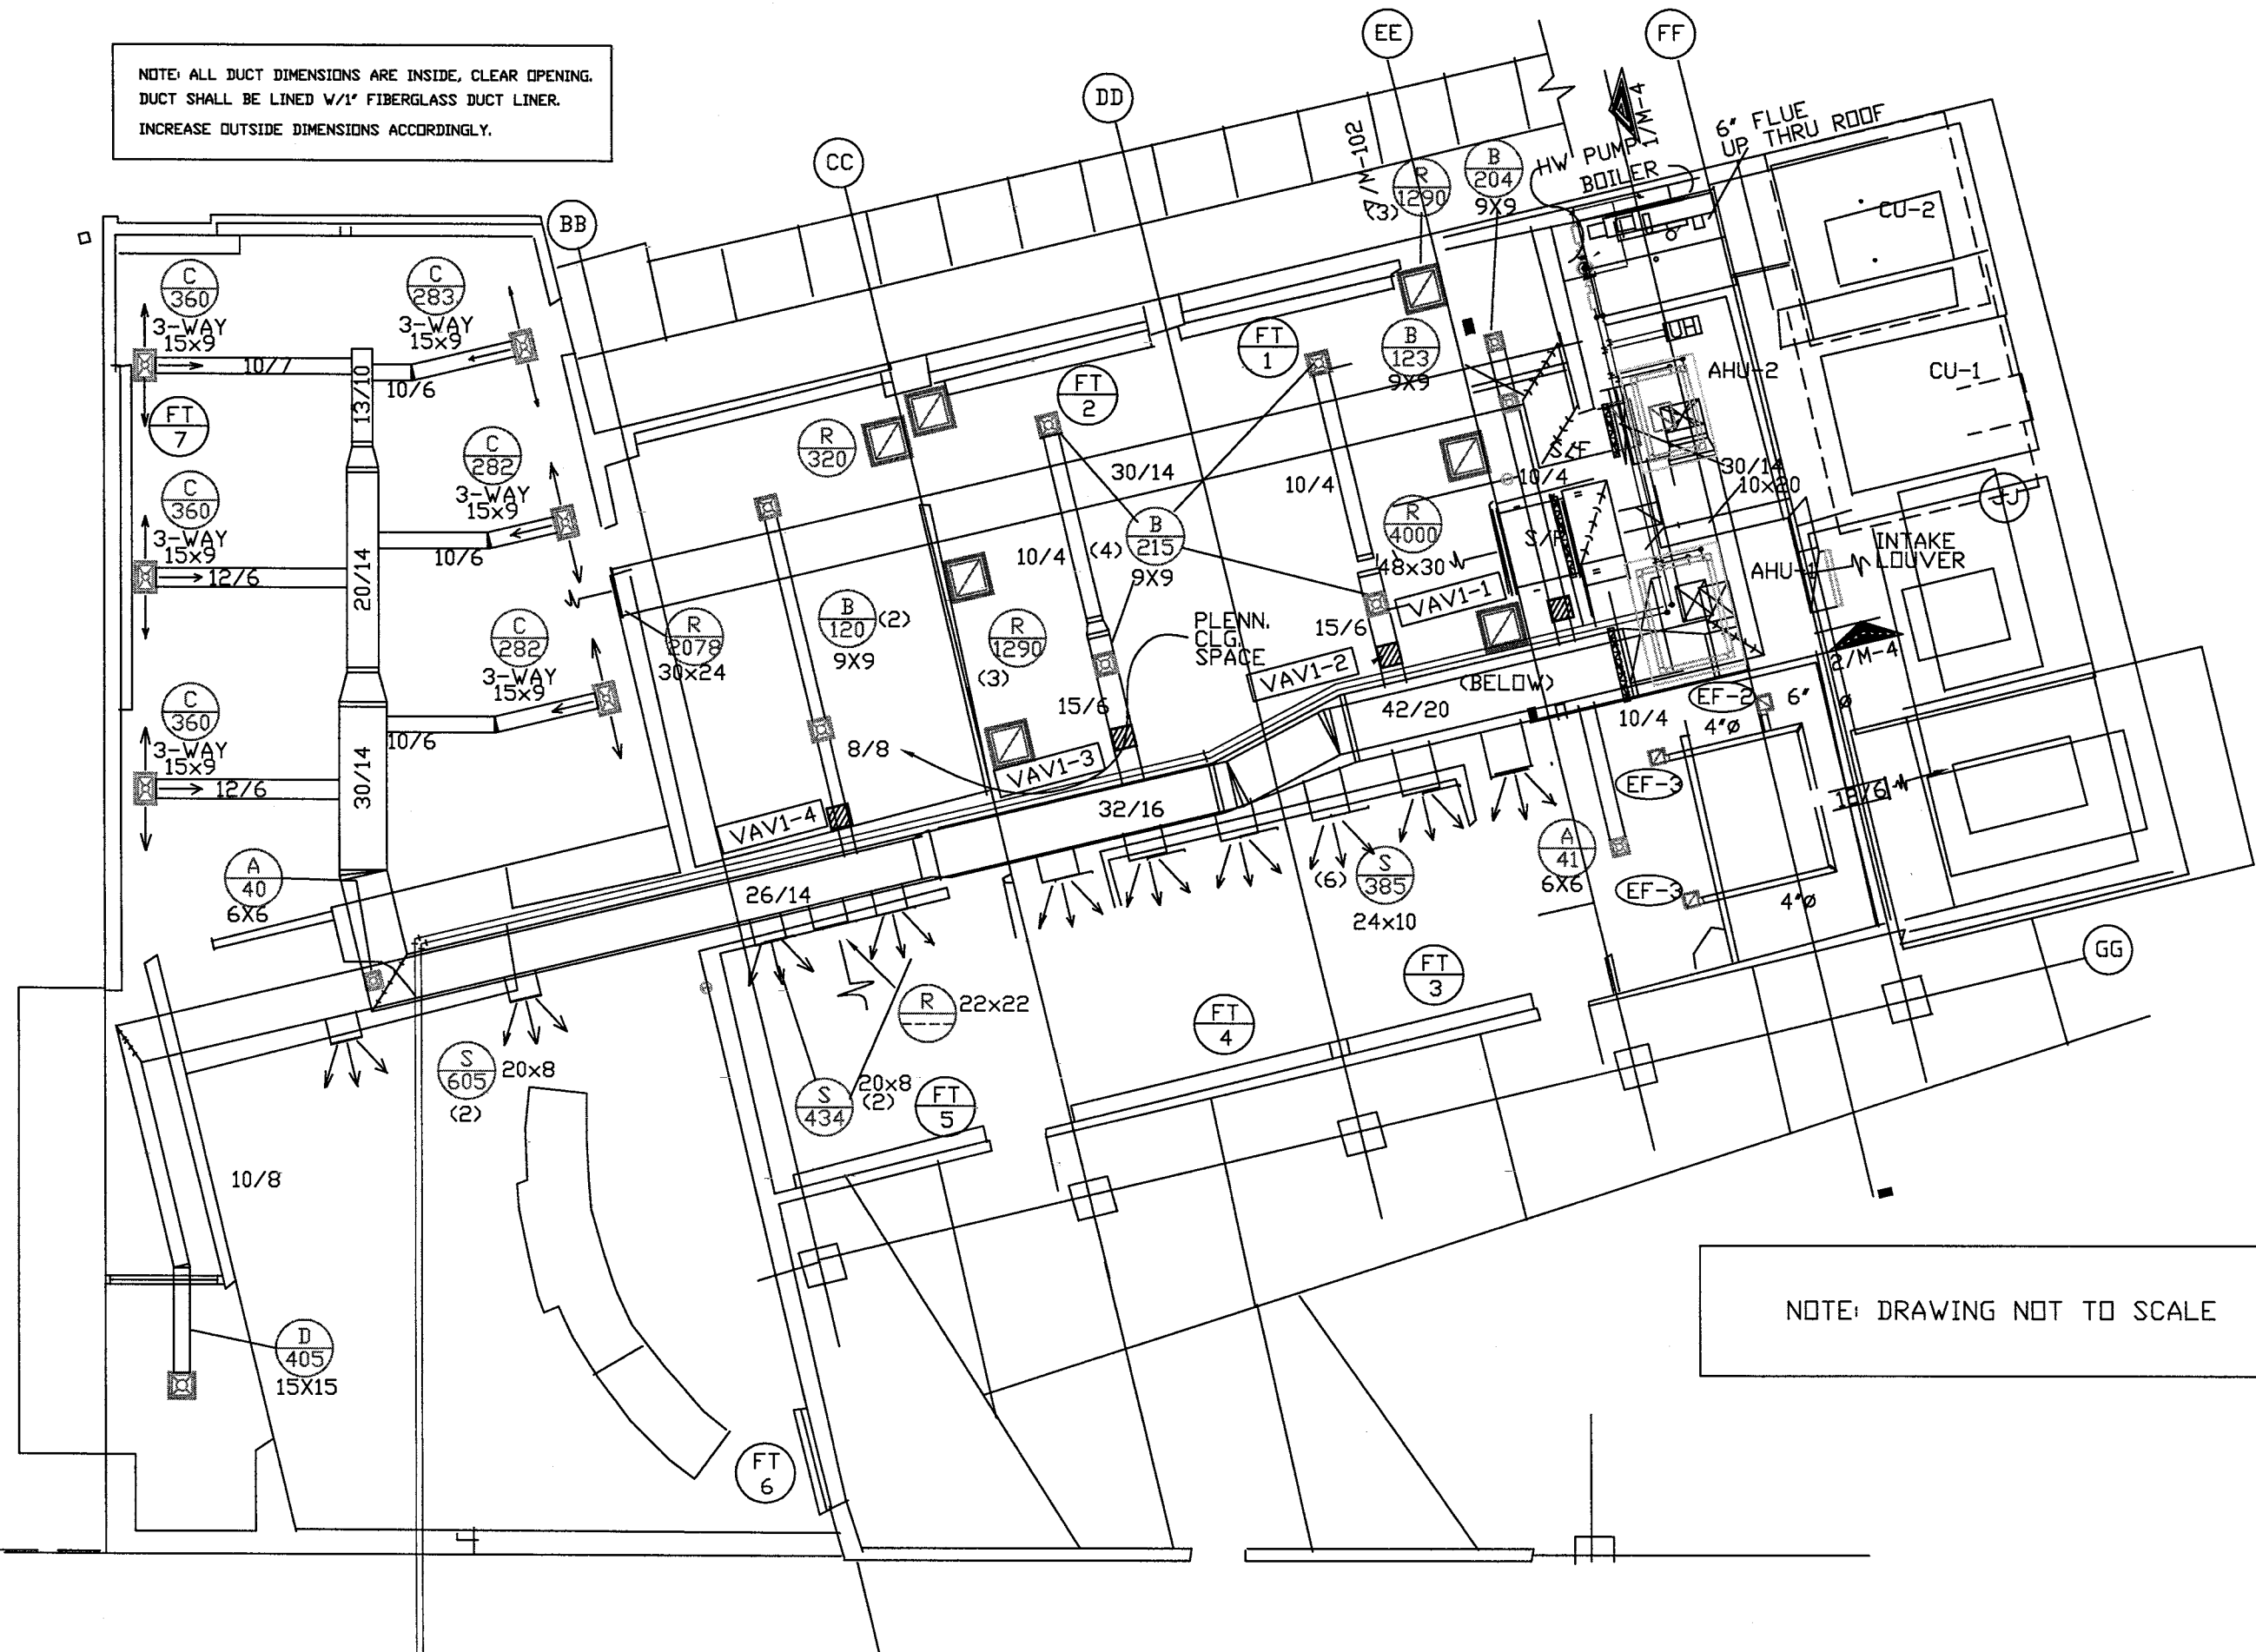 NOTE: ALL DUCT DIMENSIONS ARE INSIDE, CLEAR OPENING.
DUCT SHALL BE LINED W/1" FIBERGLASS DUCT LINER.
INCREASE OUTSIDE DIMENSIONS ACCORDINGLY.
BB
CC
DD
EE
FF
1/M-4
6" FLUE
UP THRU ROOF
HW PUMP
BOILER
/M-102
R
1290
(3)
B
204
9X9
CU-2
CU-1
C
360
3-WAY
15x9
C
283
3-WAY
15x9
10/7
13/10
10/6
FT
7
C
282
3-WAY
15x9
C
360
3-WAY
15x9
12/6
20/14
10/6
C
282
3-WAY
15x9
C
360
3-WAY
15x9
12/6
30/14
10/6
FT
1
FT
2
B
123
9X9
R
320
UH
AHU-2
S/F
30/14
10/4
10/4
30/14
10x20
JJ
B
215
(4)
9X9
10/4
R
4000
48x30
S/F
INTAKE
LOUVER
AHU-1
R
2078
30x24
B
120
(2)
9X9
R
1290
(3)
PLENN.
CLG.
SPACE
VAV1-1
15/6
VAV1-2
(BELOW)
42/20
15/6
8/8
VAV1-3
VAV1-4
32/16
26/14
EF-2
6"
Ø
2/M-4
10/4
4"Ø
EF-3
18/6
EF-3
4"Ø
A
41
6X6
S
385
(6)
24x10
A
40
6X6
R
22x22
FT
3
FT
4
GG
S
605
20x8
(2)
S
434
20x8
(2)
FT
5
10/8
D
405
15X15
FT
6
NOTE: DRAWING NOT TO SCALE